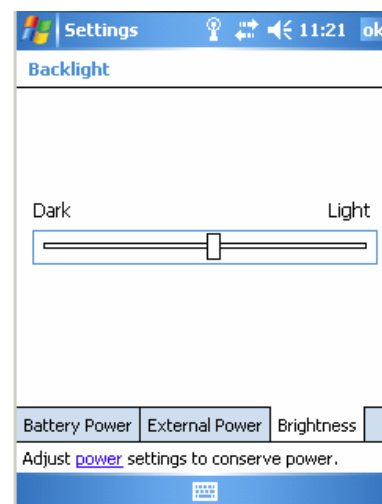 Settings 11:21 ok
Backlight
Dark Light
Battery Power External Power Brightness
Adjust power settings to conserve power.